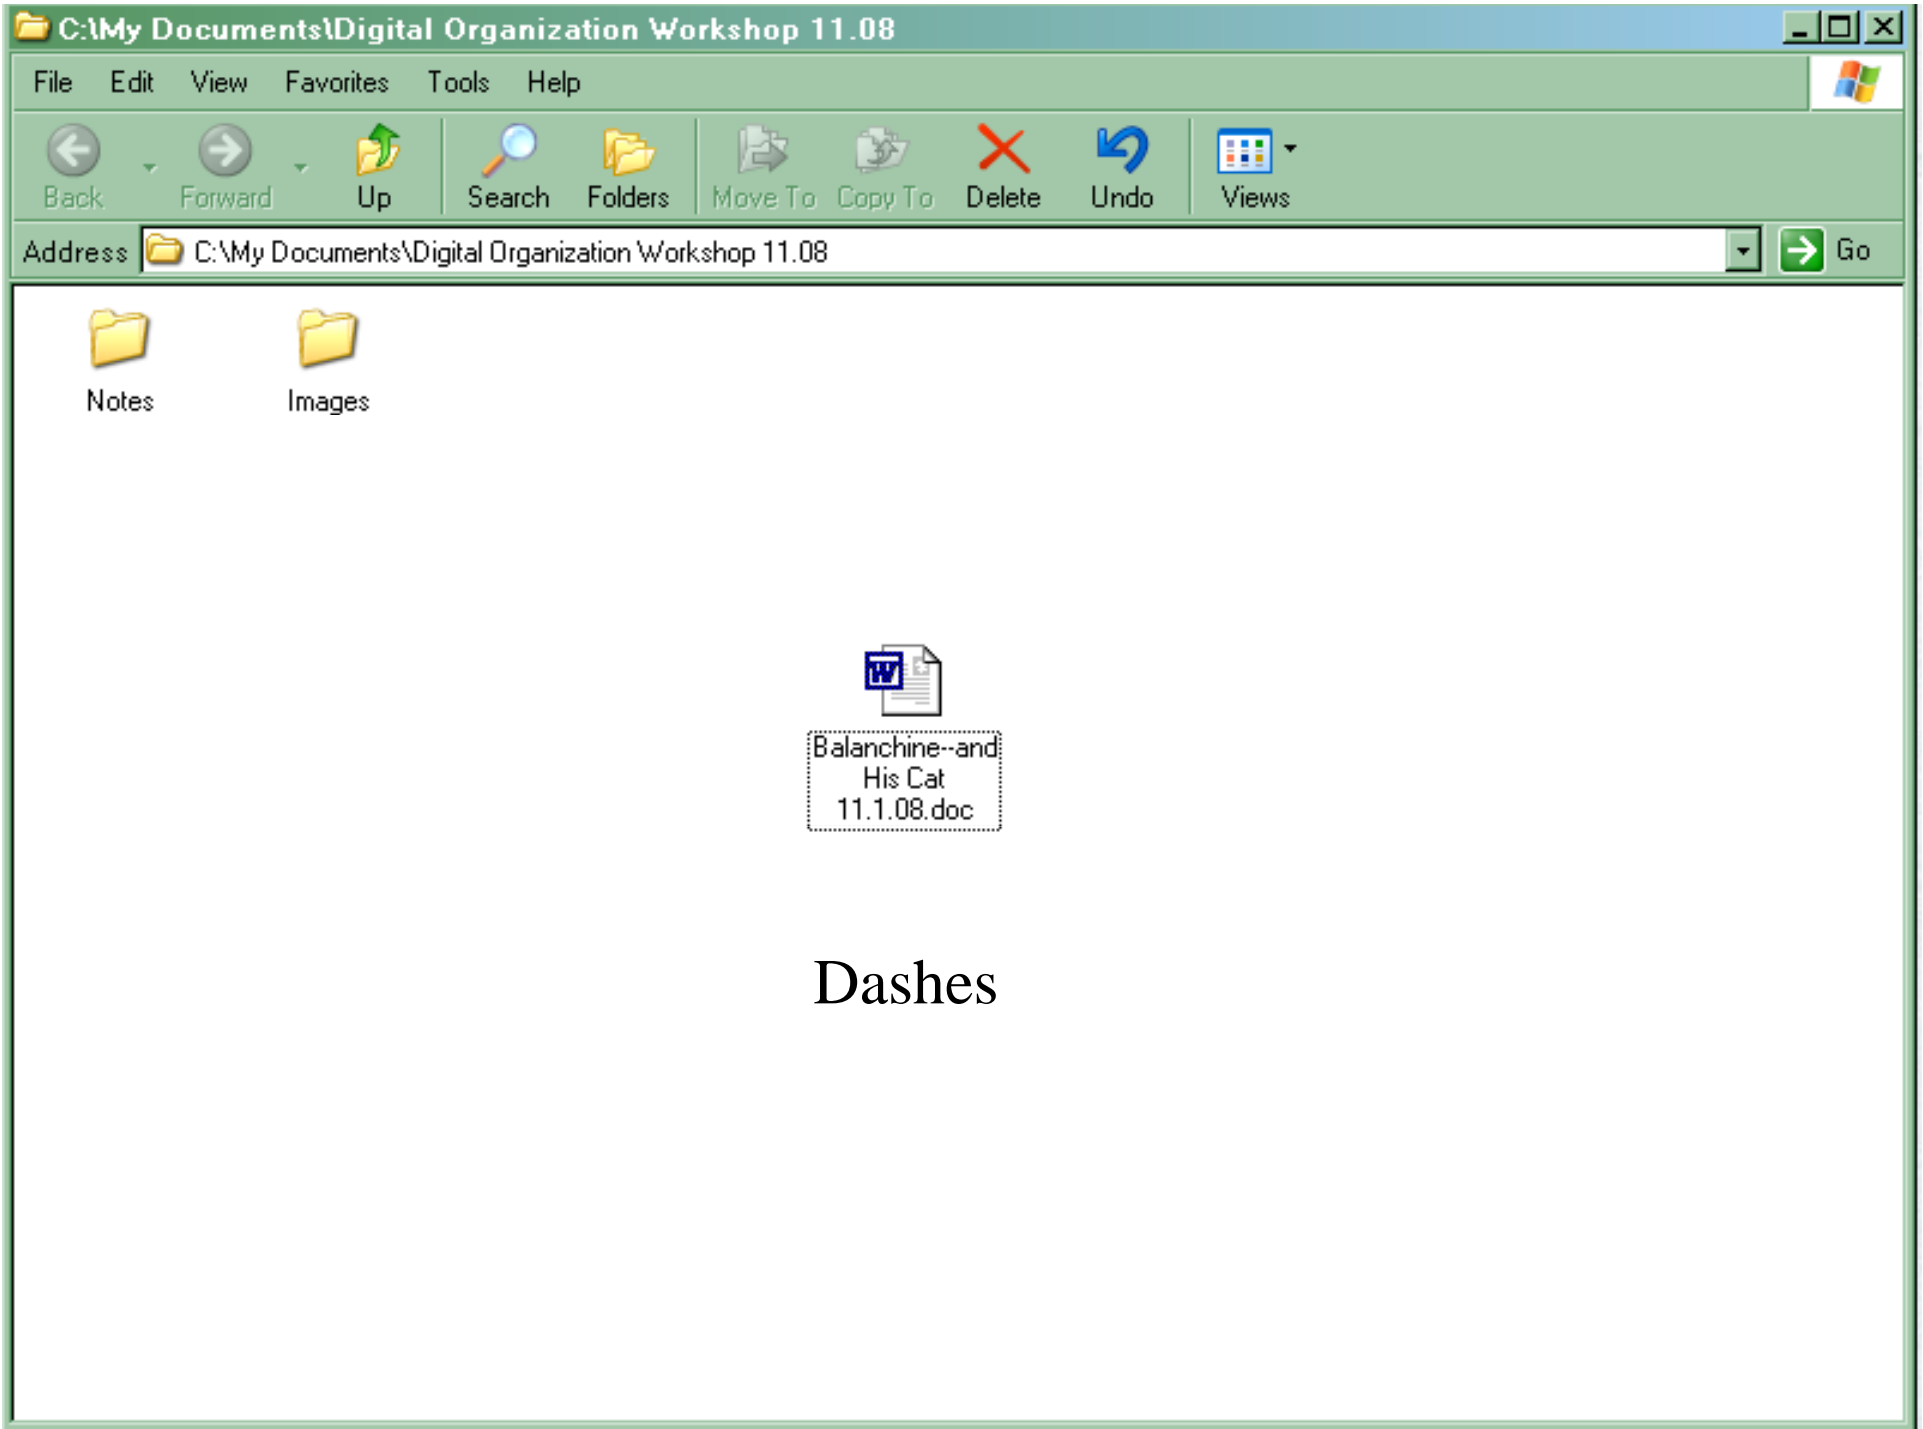 C:\My Documents\Digital Organization Workshop 11.08
File Edit View Favorites Tools Help
Back Forward Up Search Folders Move To Copy To Delete Undo Views
Address C:\My Documents\Digital Organization Workshop 11.08 Go
Notes Images
W
Balanchine--and
His Cat
11.1.08.doc
Dashes